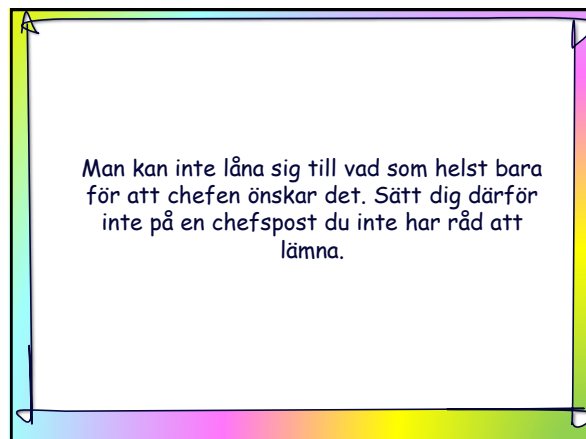 Man kan inte låna sig till vad som helst bara
för att chefen önskar det. Sätt dig därför
inte på en chefspost du inte har råd att
lämna.